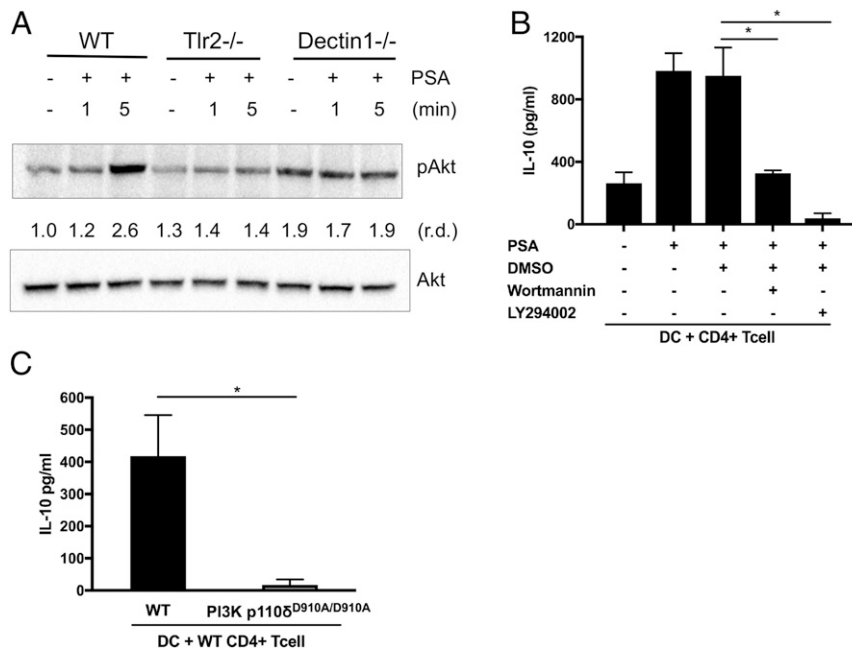 A
WT Tlr2-/- Dectin1-/-
- + + - + + - + + PSA
- 1 5 - 1 5 - 1 5 (min)
pAkt
1.0 1.2 2.6 1.3 1.4 1.4 1.9 1.7 1.9 (r.d.)
Akt
B
* *
1200
800
400
0
IL-10 (pg/ml)
PSA - + + + +
DMSO - - + + +
Wortmannin - - - + -
LY294002 - - - - +
DC + CD4+ Tcell
C
*
600
500
400
300
200
100
0
IL-10 pg/ml
WT PI3K p110δD910A/D910A
DC + WT CD4+ Tcell